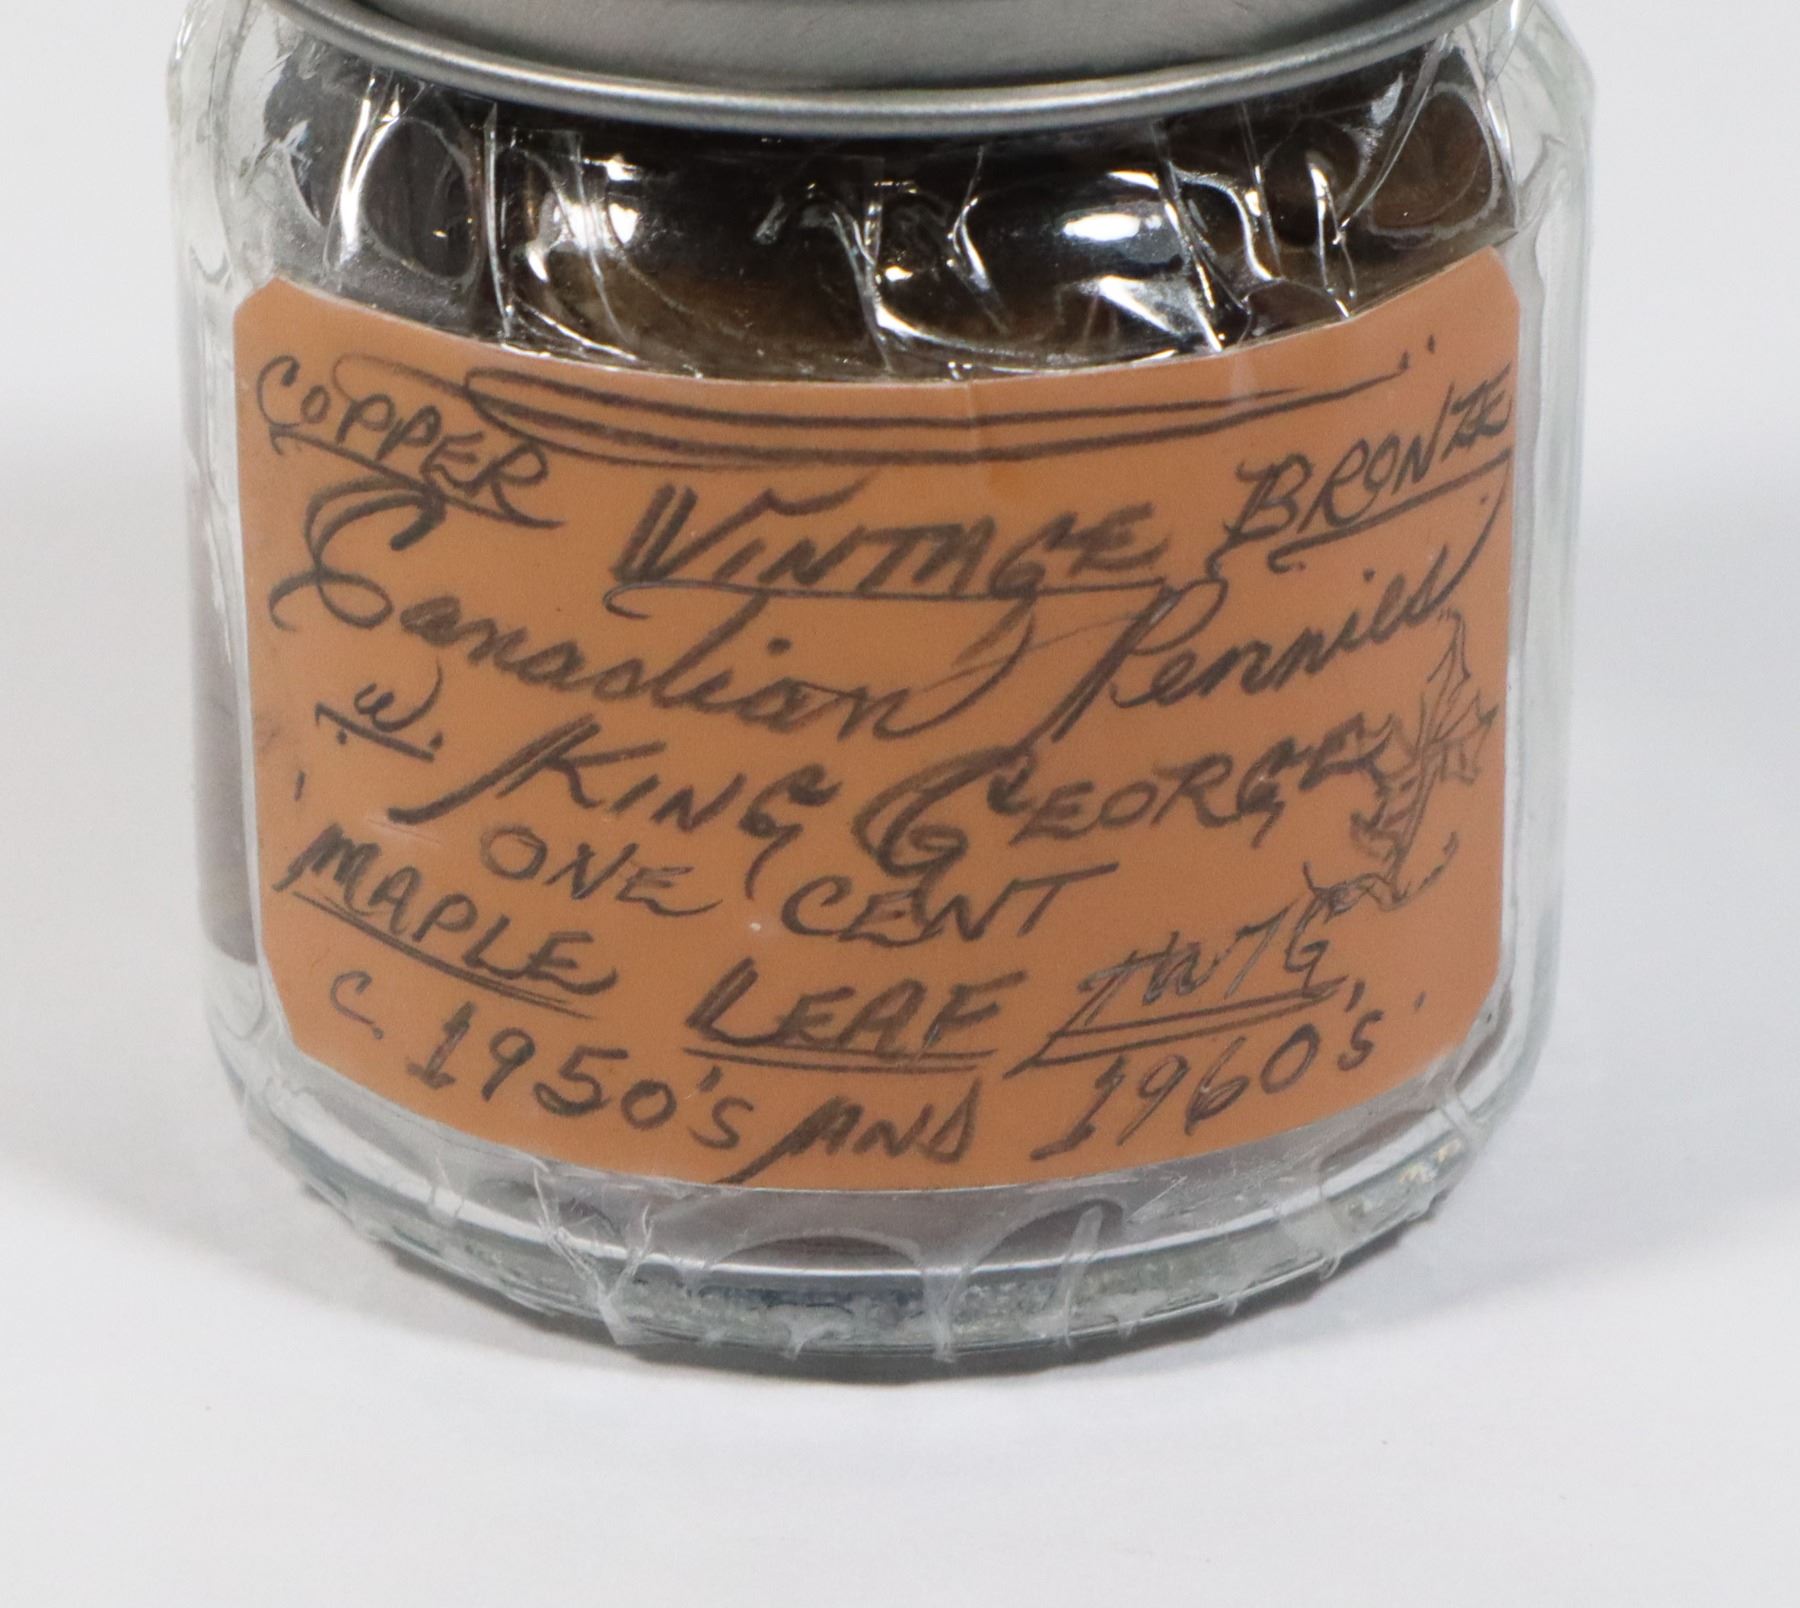 COPPER VINTAGE BRONZE
Canadian Pennies
w. KING GEORGE
ONE CENT
MAPLE LEAF TWIG
c. 1950's AND 1960's